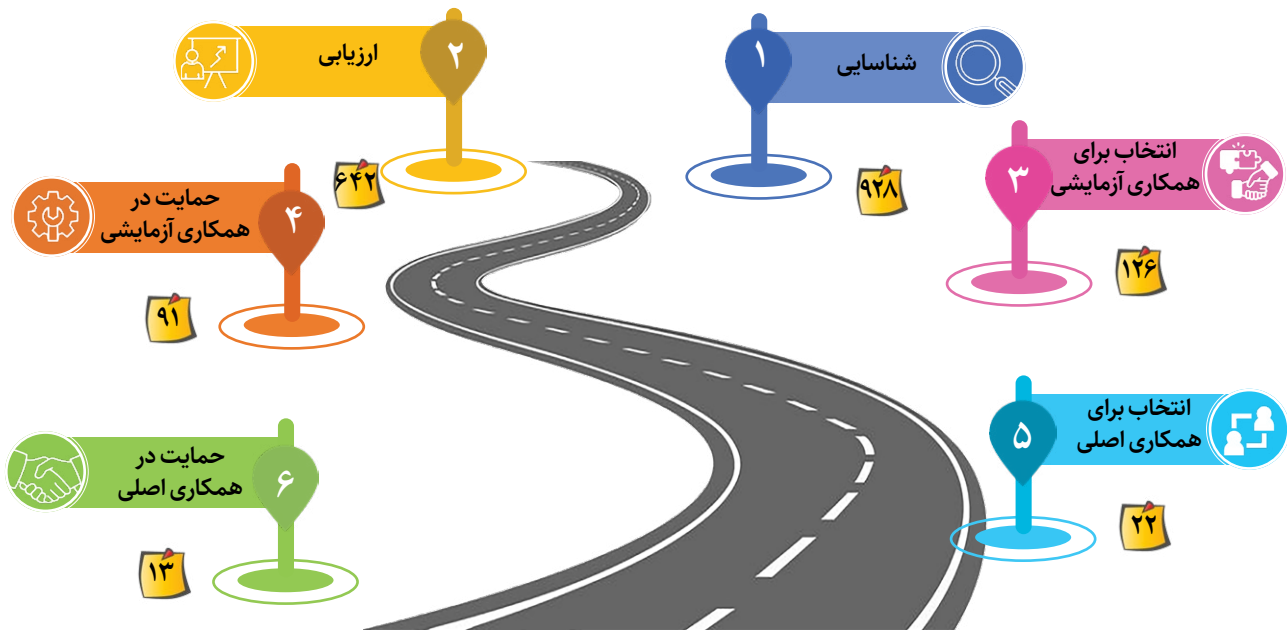 ۱
شناسایی
۹۲۸
۲
ارزیابی
۶۴۲
۳
انتخاب برای
همکاری آزمایشی
۱۲۶
۴
حمایت در
همکاری آزمایشی
۹۱
۵
انتخاب برای
همکاری اصلی
۲۲
۶
حمایت در
همکاری اصلی
۱۳